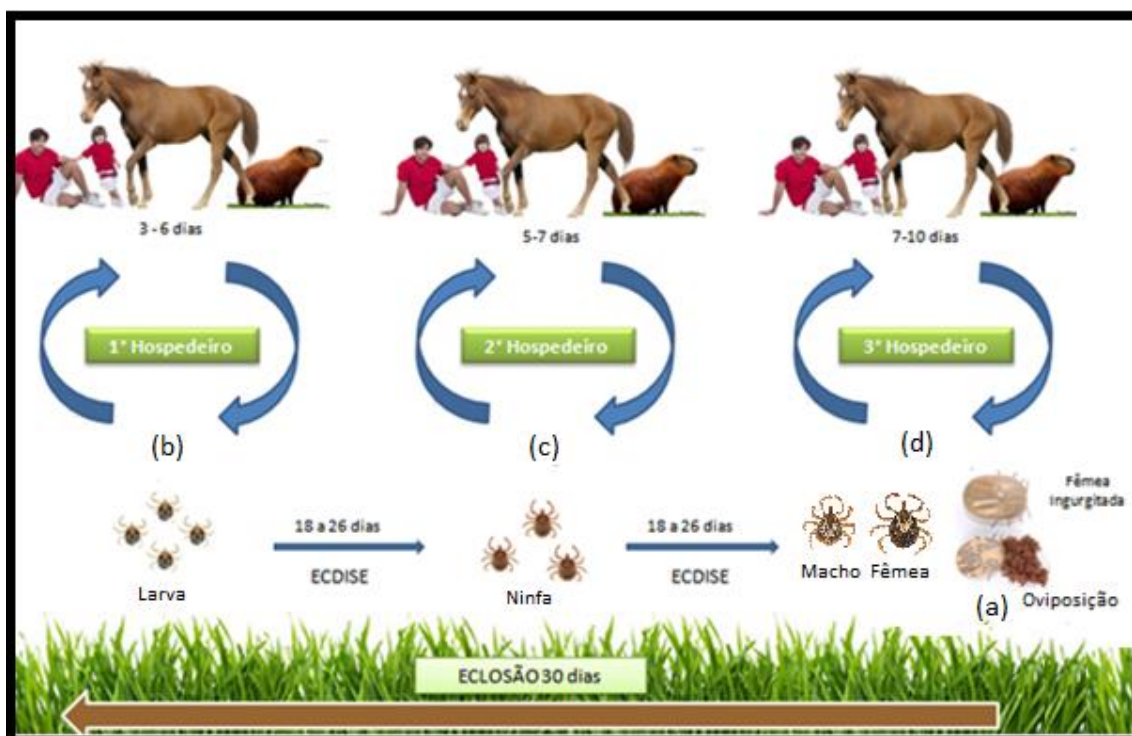 3 - 6 dias
5-7 dias
7-10 dias
1° Hospedeiro
2° Hospedeiro
3° Hospedeiro
(b)
(c)
(d)
Fêmea
Ingurgitada
18 a 26 dias
18 a 26 dias
ECDISE
ECDISE
Larva
Ninfa
Macho Fêmea
(a)
Oviposição
ECLOSÃO 30 dias